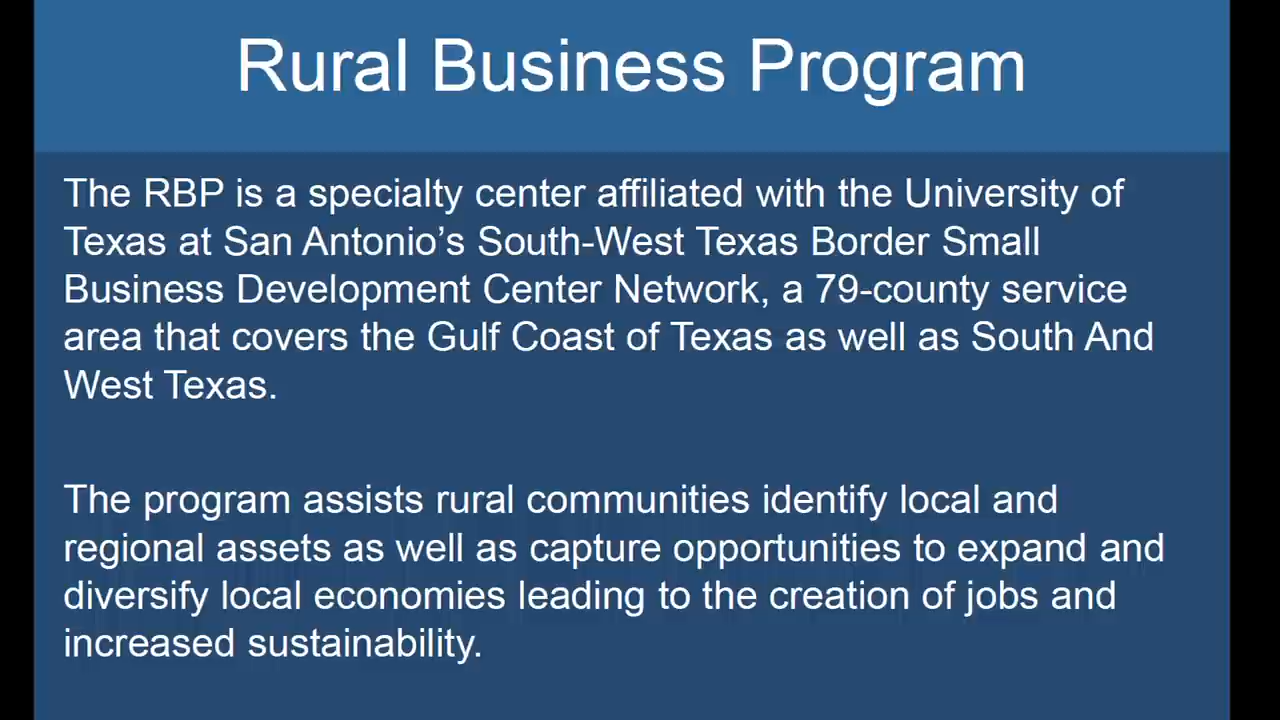 Rural Business Program
The RBP is a specialty center affiliated with the University of
Texas at San Antonio’s South-West Texas Border Small
Business Development Center Network, a 79-county service
area that covers the Gulf Coast of Texas as well as South And
West Texas.
The program assists rural communities identify local and
regional assets as well as capture opportunities to expand and
diversify local economies leading to the creation of jobs and
increased sustainability.